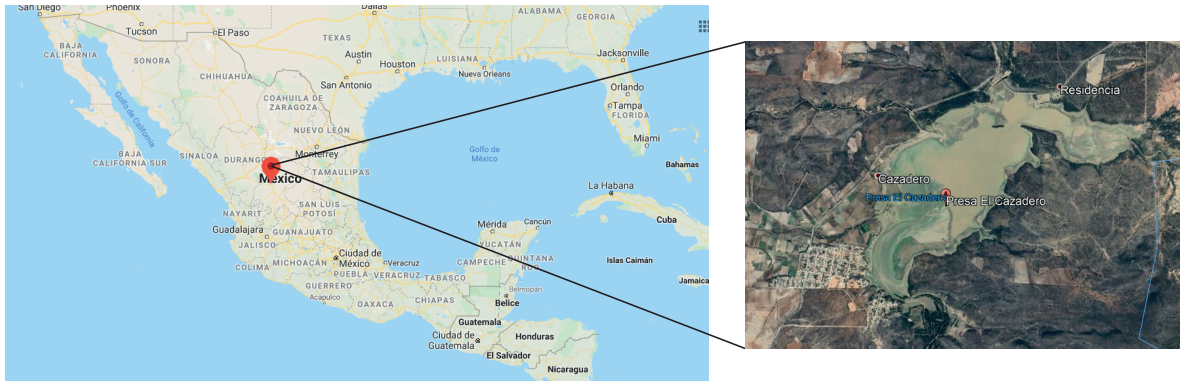 San Diego
Phoenix
Dallas
ALABAMA
GEORGIA
Tucson
El Paso
TEXAS
BAJA
CALIFORNIA
SONORA
Austin
Houston
LUISIANA
Jacksonville
CHIHUAHUA
San Antonio
Nueva Orleans
Orlando
Golfo de California
COAHUILA DE
ZARAGOZA
Tampa
FLORIDA
NUEVO LEÓN
Miami
BAJA
CALIFORNIA SUR
SINALOA
DURANGO
Monterrey
Golfo de
México
TAMAULIPAS
Bahamas
México
La Habana
NAYARIT
SAN LUIS
POTOSÍ
Cuba
Guadalajara
GUANAJUATO
Mérida
Cancún
JALISCO
YUCATÁN
Ciudad de
México
COLIMA
MICHOACÁN
Veracruz
CAMPECHE
QUINTANA
ROO
Islas Caimán
PUEBLA
VERACRUZ
TABASCO
Jamaica
GUERRERO
Belmopan
Acapulco
OAXACA
CHIAPAS
Belice
Guatemala
Ciudad de
Guatemala
Honduras
El Salvador
Nicaragua
Residencia
Cazadero
Presa El Cazadero
Presa El Cazadero